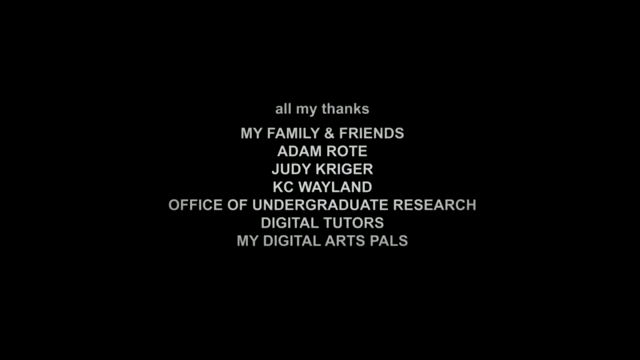 all my thanks
MY FAMILY & FRIENDS
ADAM ROTE
JUDY KRIGER
KC WAYLAND
OFFICE OF UNDERGRADUATE RESEARCH
DIGITAL TUTORS
MY DIGITAL ARTS PALS